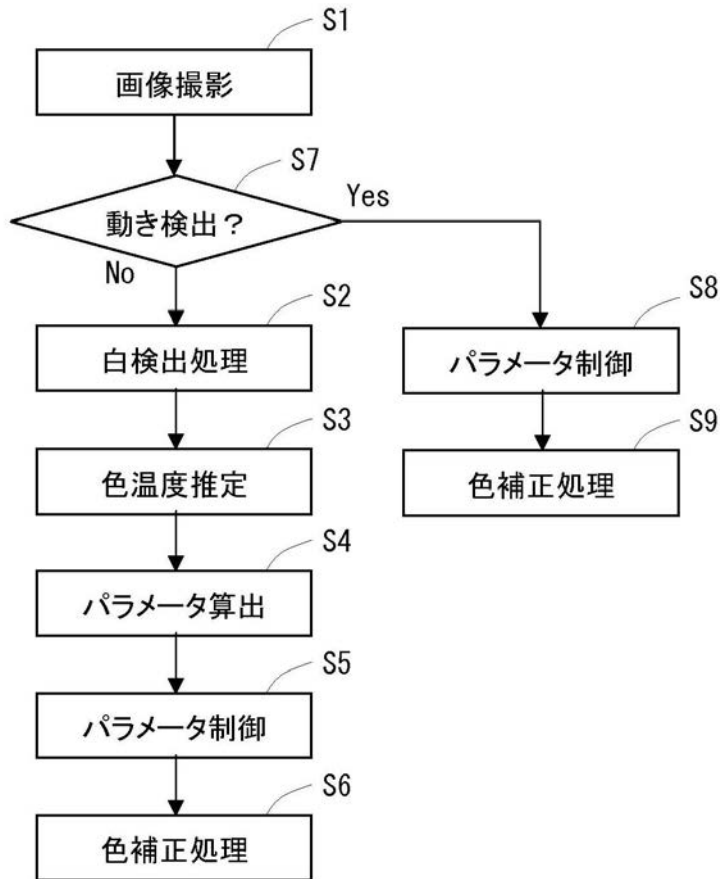 S1
画像撮影
S7
動き検出？
Yes
No
S2
白検出処理
S8
パラメータ制御
S3
色温度推定
S9
色補正処理
S4
パラメータ算出
S5
パラメータ制御
S6
色補正処理